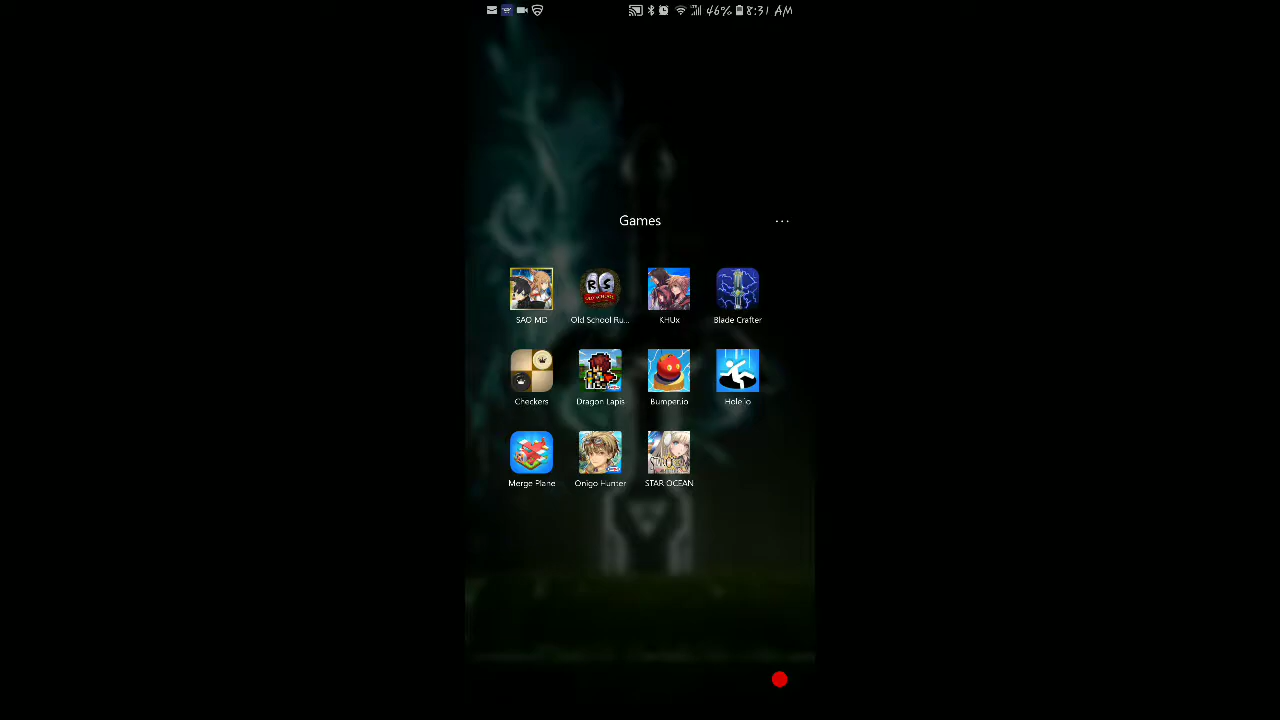 46% 8:31 AM
Games
SAO MD Old School Ru... KHUx Blade Crafter
Checkers Dragon Lapis Bumper.io Hole.io
Merge Plane Onigo Hunter STAR OCEAN